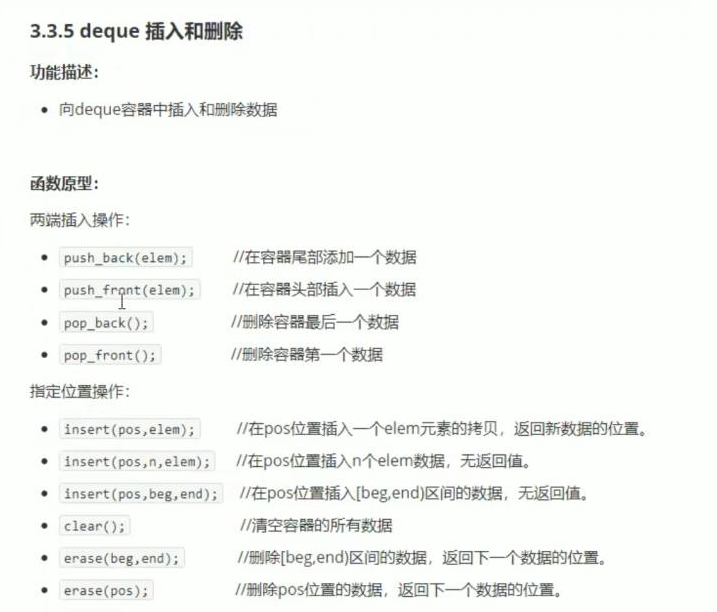 3.3.5 deque 插入和删除
功能描述：
向deque容器中插入和删除数据
函数原型：
两端插入操作：
push_back(elem); //在容器尾部添加一个数据
push_front(elem); //在容器头部插入一个数据
pop_back(); //删除容器最后一个数据
pop_front(); //删除容器第一个数据
指定位置操作：
insert(pos,elem); //在pos位置插入一个elem元素的拷贝，返回新数据的位置。
insert(pos,n,elem); //在pos位置插入n个elem数据，无返回值。
insert(pos,beg,end); //在pos位置插入[beg,end)区间的数据，无返回值。
clear(); //清空容器的所有数据
erase(beg,end); //删除[beg,end)区间的数据，返回下一个数据的位置。
erase(pos); //删除pos位置的数据，返回下一个数据的位置。